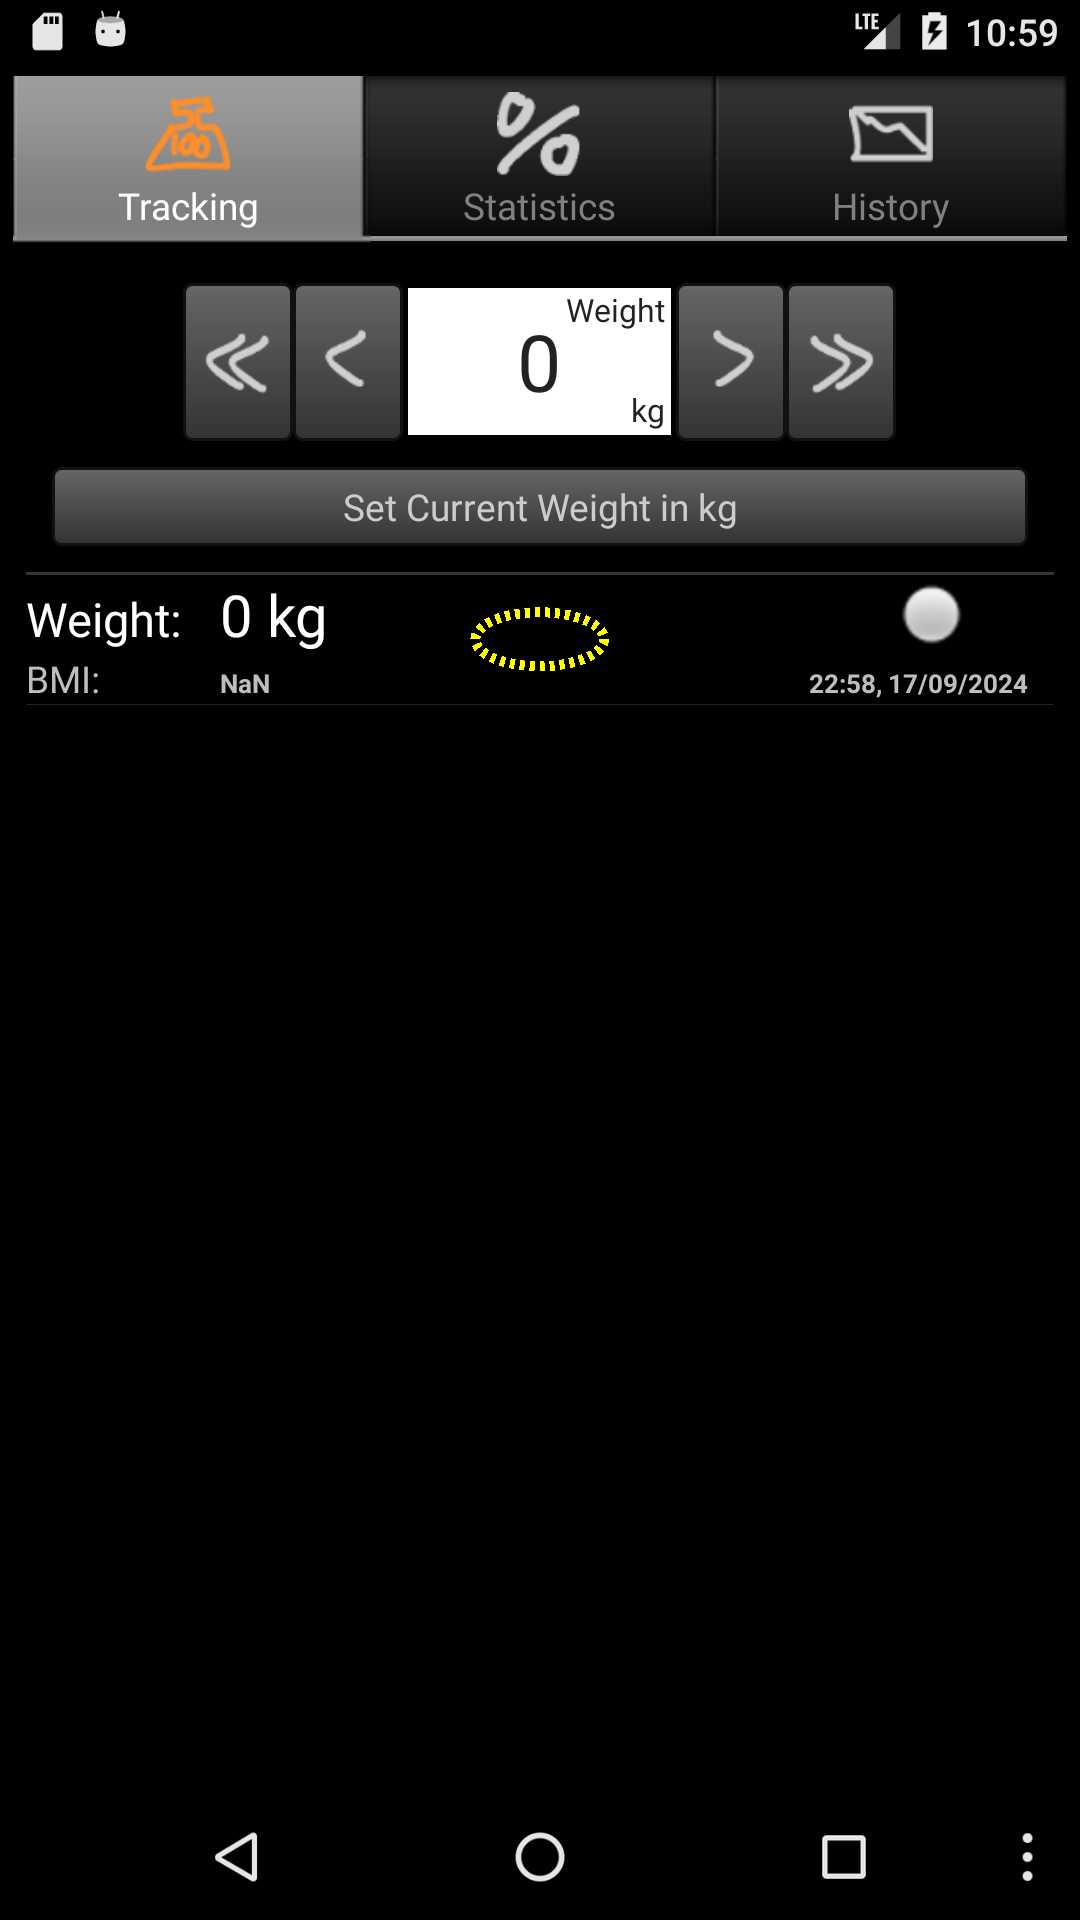 LTE 10:59
100
Tracking Statistics History
Weight
0
kg
Set Current Weight in kg
Weight: 0 kg
BMI: NaN 22:58, 17/09/2024